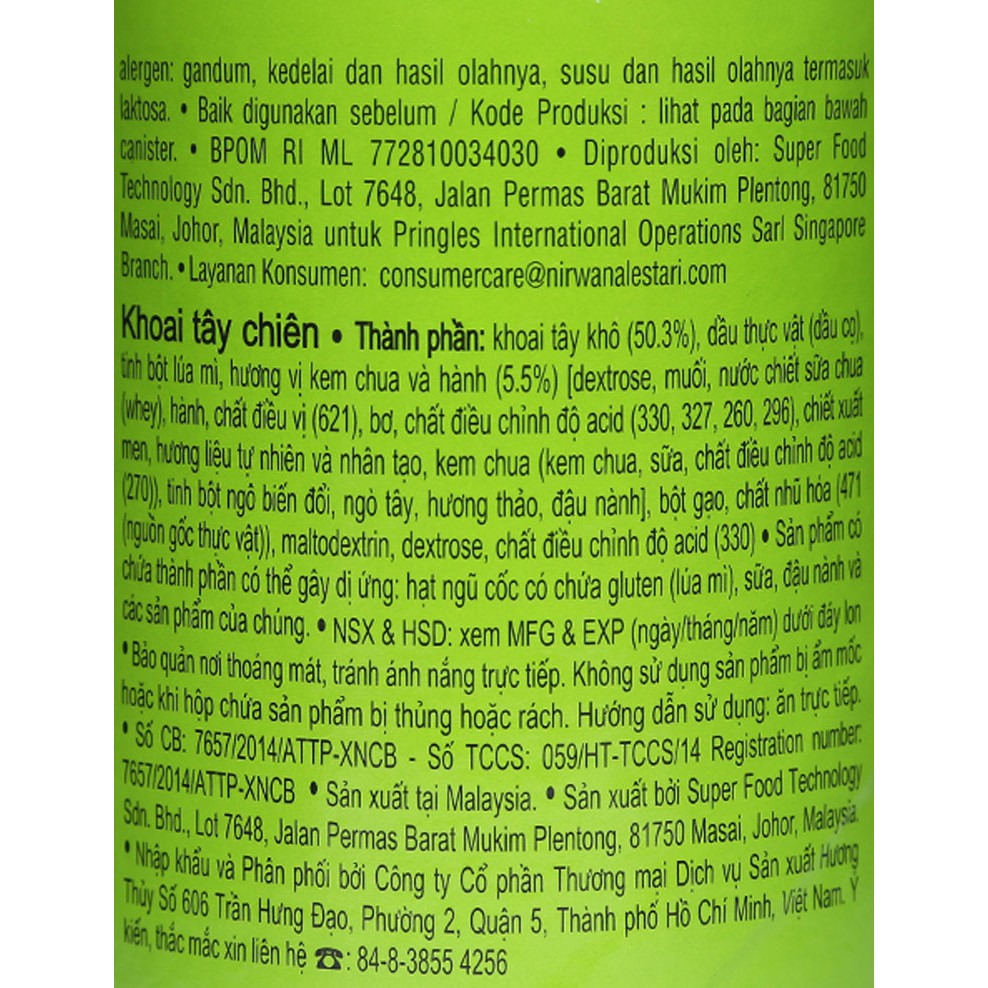 alergen: gandum, kedelai dan hasil olahnya, susu dan hasil olahnya termasuk
laktosa. • Baik digunakan sebelum / Kode Produksi : lihat pada bagian bawah
canister. • BPOM RI ML 772810034030 • Diproduksi oleh: Super Food
Technology Sdn. Bhd., Lot 7648, Jalan Permas Barat Mukim Plentong, 81750
Masai, Johor, Malaysia untuk Pringles International Operations Sarl Singapore
Branch. • Layanan Konsumen: consumercare@nirwanalestari.com
Khoai tây chiên • Thành phần: khoai tây khô (50.3%), dầu thực vật (dầu cọ),
tinh bột lúa mì, hương vị kem chua và hành (5.5%) [dextrose, muối, nước chiết sữa chua
(whey), hành, chất điều vị (621), bơ, chất điều chỉnh độ acid (330, 327, 260, 296), chiết xuất
men, hương liệu tự nhiên và nhân tạo, kem chua (kem chua, sữa, chất điều chỉnh độ acid
(270)), tinh bột ngô biến đổi, ngò tây, hương thảo, đậu nành], bột gạo, chất nhũ hóa (471
(nguồn gốc thực vật)), maltodextrin, dextrose, chất điều chỉnh độ acid (330) • Sản phẩm có
chứa thành phần có thể gây dị ứng: hạt ngũ cốc có chứa gluten (lúa mì), sữa, đậu nành và
các sản phẩm của chúng. • NSX & HSD: xem MFG & EXP (ngày/tháng/năm) dưới đáy lon
• Bảo quản nơi thoáng mát, tránh ánh nắng trực tiếp. Không sử dụng sản phẩm bị ẩm mốc
hoặc khi hộp chứa sản phẩm bị thủng hoặc rách. Hướng dẫn sử dụng: ăn trực tiếp.
• Số CB: 7657/2014/ATTP-XNCB - Số TCCS: 059/HT-TCCS/14 Registration number:
7657/2014/ATTP-XNCB • Sản xuất tại Malaysia. • Sản xuất bởi Super Food Technology
Sdn. Bhd., Lot 7648, Jalan Permas Barat Mukim Plentong, 81750 Masai, Johor, Malaysia.
• Nhập khẩu và Phân phối bởi Công ty Cổ phần Thương mại Dịch vụ Sản xuất Hương
Thủy Số 606 Trần Hưng Đạo, Phường 2, Quận 5, Thành phố Hồ Chí Minh, Việt Nam. Ý
kiến, thắc mắc xin liên hệ ☎: 84-8-3855 4256